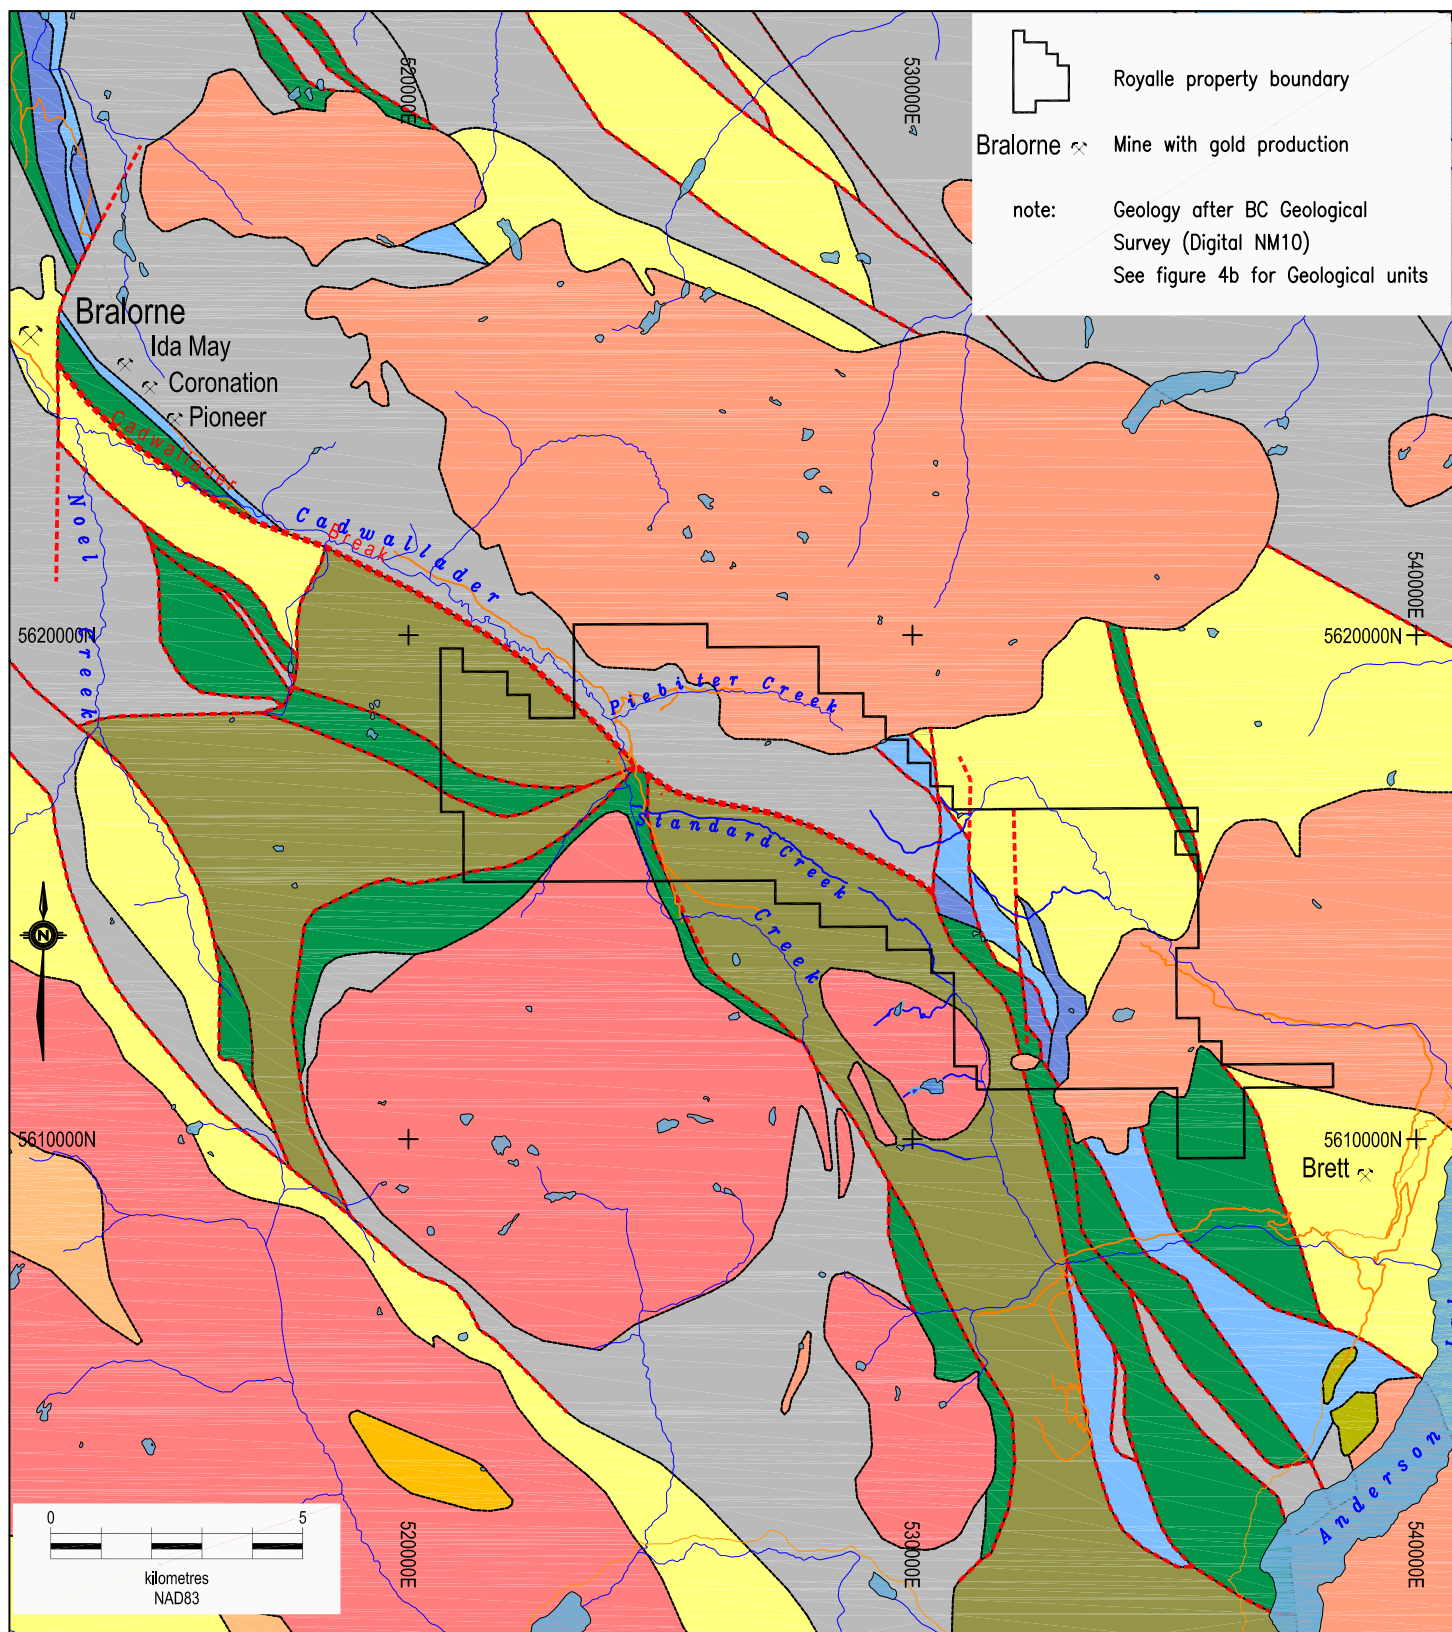 520000E
530000E
Royalle property boundary
Bralorne
Mine with gold production
note:
Geology after BC Geological
Survey (Digital NM10)
See figure 4b for Geological units
Bralorne
Ida May
Coronation
Pioneer
Cadwallader
Break
Cadwallader
Noel Creek
540000E
5620000N
5620000N
Piebiter Creek
Standard Creek
Creek
N
5610000N
5610000N
Brett
Anderson
0 5
kilometres
NAD83
520000E
530000E
540000E